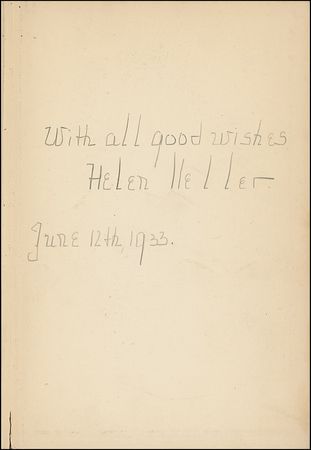 With all good wishes
Helen Keller
June 12th, 1933.